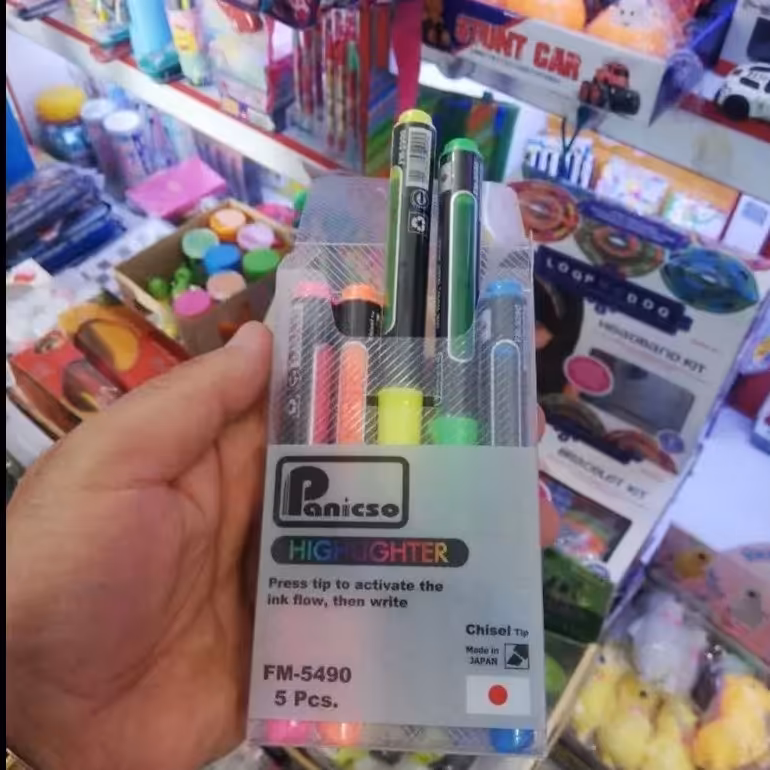 STUNT CAR
LOOPDEDOG
HEADBAND KIT
BRACELET KIT
Panicso
HIGHLIGHTER
Press tip to activate the
ink flow, then write
Chisel Tip
Made in
JAPAN
FM-5490
5 Pcs.